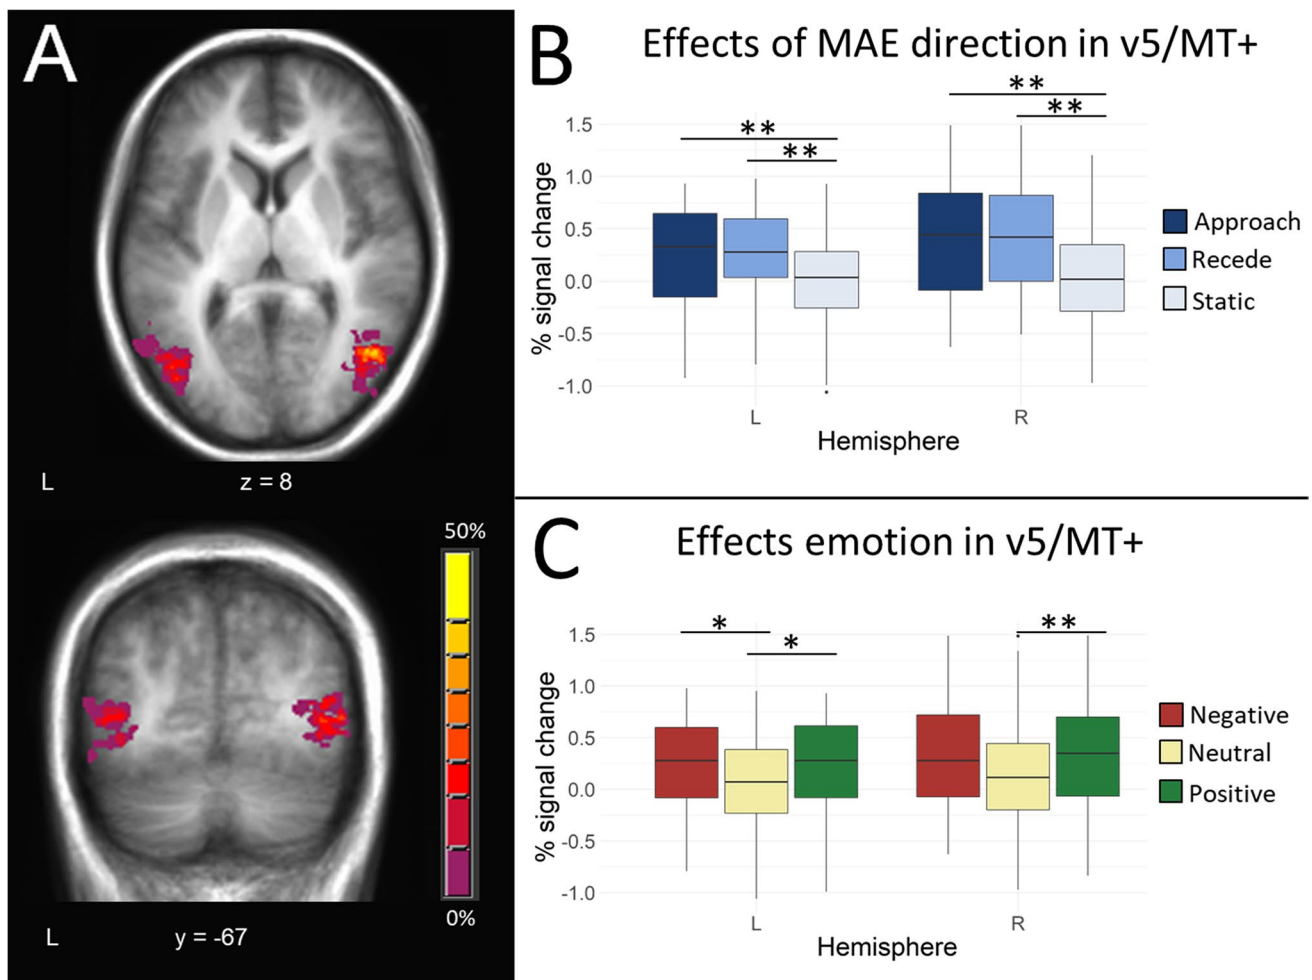 A
L
z = 8
50%
0%
L
y = -67
B
Effects of MAE direction in v5/MT+
**
**
**
**
% signal change
1.5
1.0
0.5
0.0
-0.5
-1.0
L
R
Hemisphere
Approach
Recede
Static
C
Effects emotion in v5/MT+
*
*
**
% signal change
1.5
1.0
0.5
0.0
-0.5
-1.0
L
R
Hemisphere
Negative
Neutral
Positive